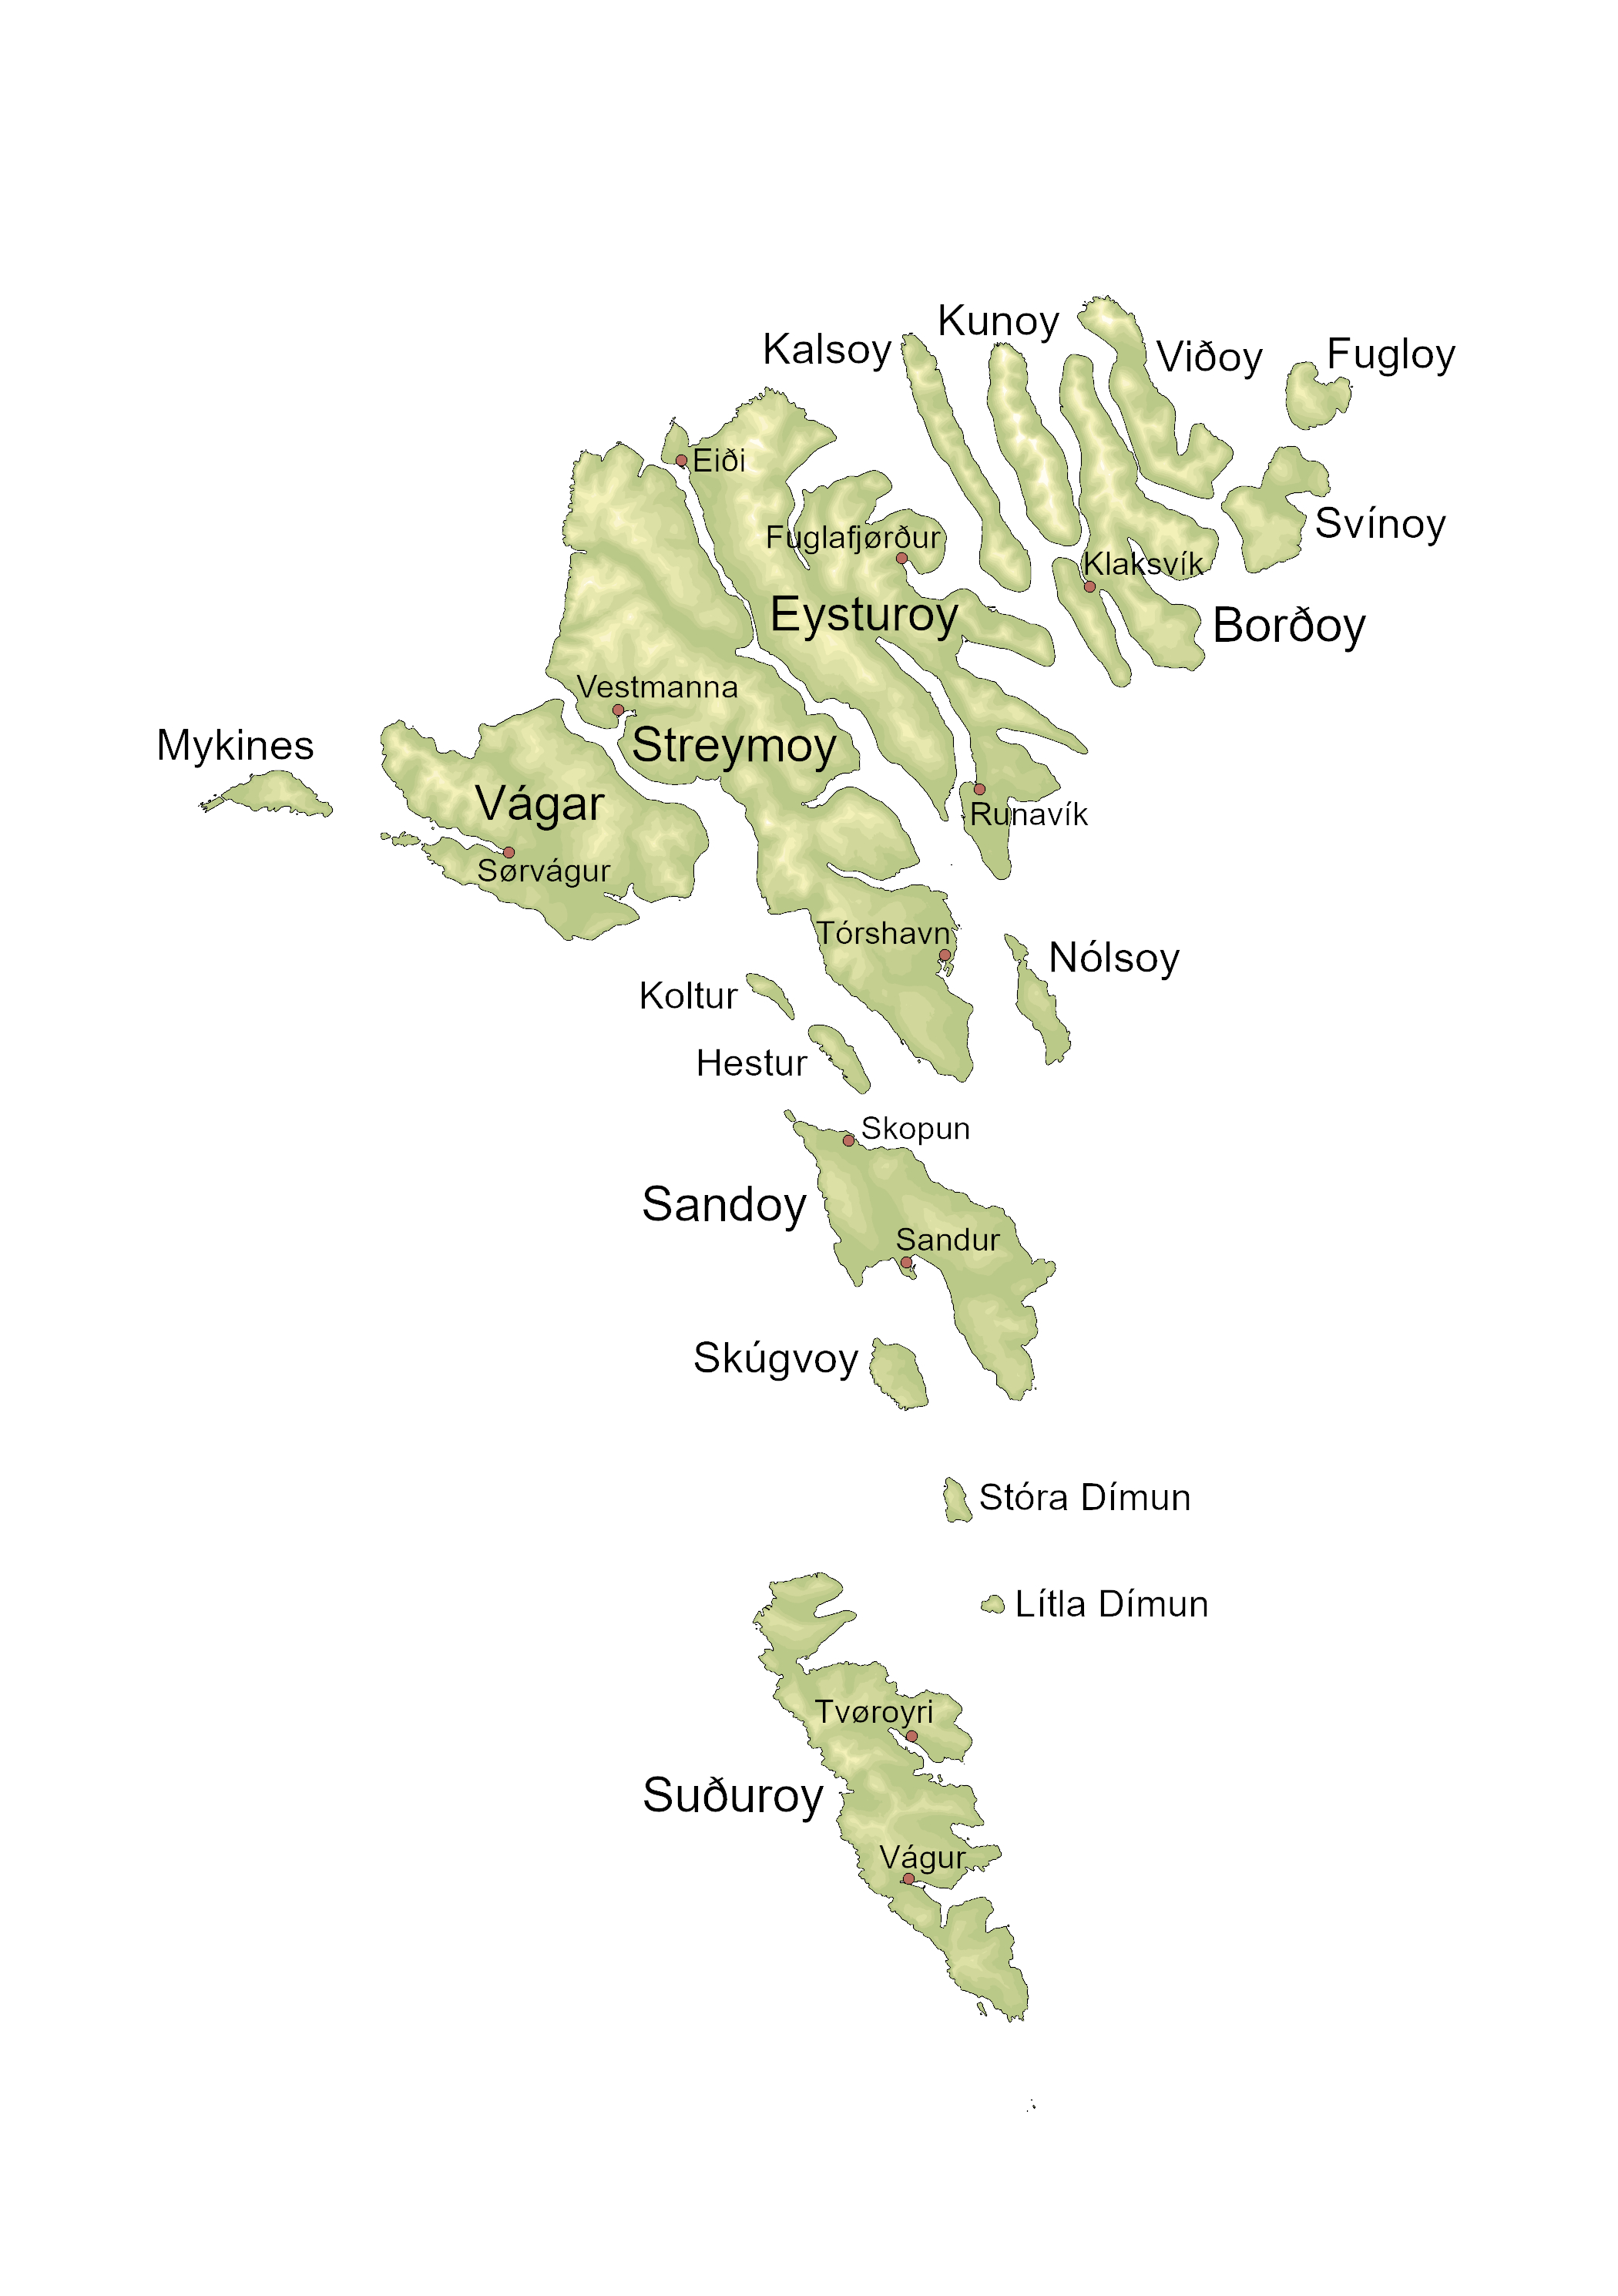 Kunoy
Kalsoy
Viðoy
Fugloy
Eiði
Svínoy
Fuglafjørður
Klaksvík
Eysturoy
Borðoy
Vestmanna
Mykines
Streymoy
Vágar
Runavík
Sørvágur
Tórshavn
Nólsoy
Koltur
Hestur
Skopun
Sandoy
Sandur
Skúgvoy
Stóra Dímun
Lítla Dímun
Tvøroyri
Suðuroy
Vágur